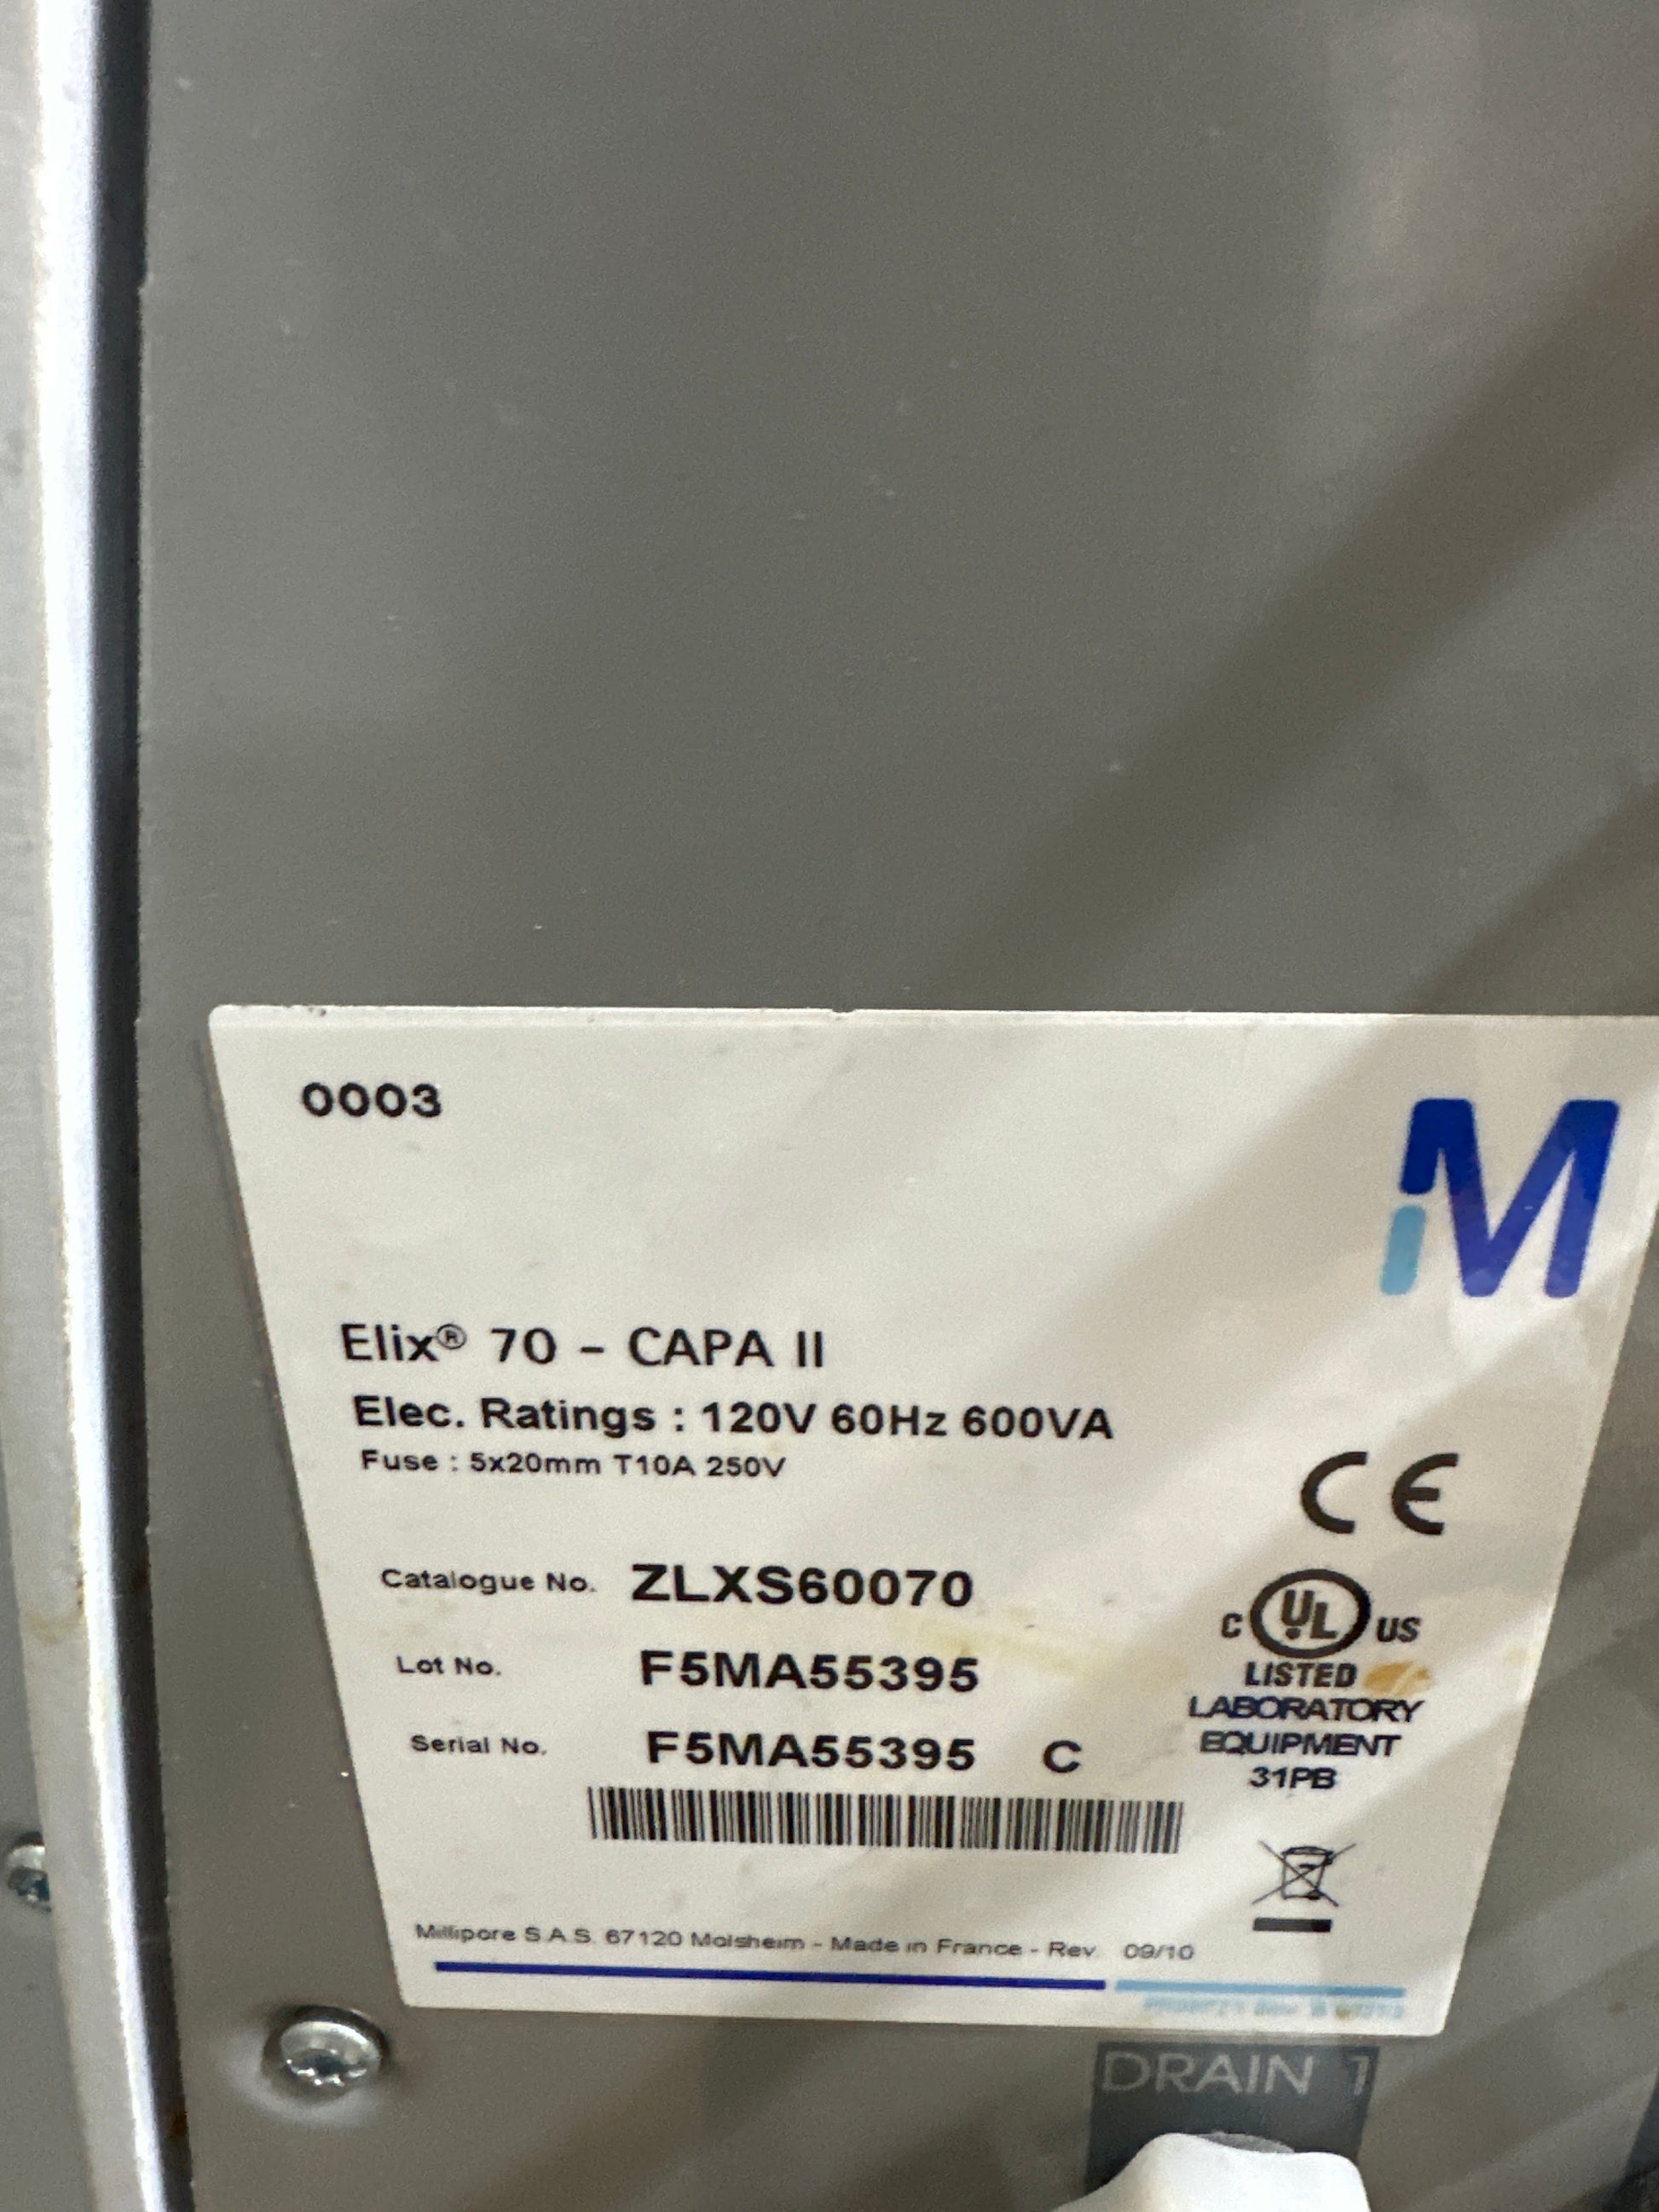 0003
M
Elix® 70 - CAPA II
Elec. Ratings : 120V 60Hz 600VA
Fuse : 5x20mm T10A 250V
CE
Catalogue No. ZLXS60070
C UL US
LISTED
Lot No. F5MA55395
LABORATORY
EQUIPMENT
31PB
Serial No. F5MA55395 C
Millipore S.A.S. 67120 Molsheim - Made in France - Rev. 09/10
DRAIN 1